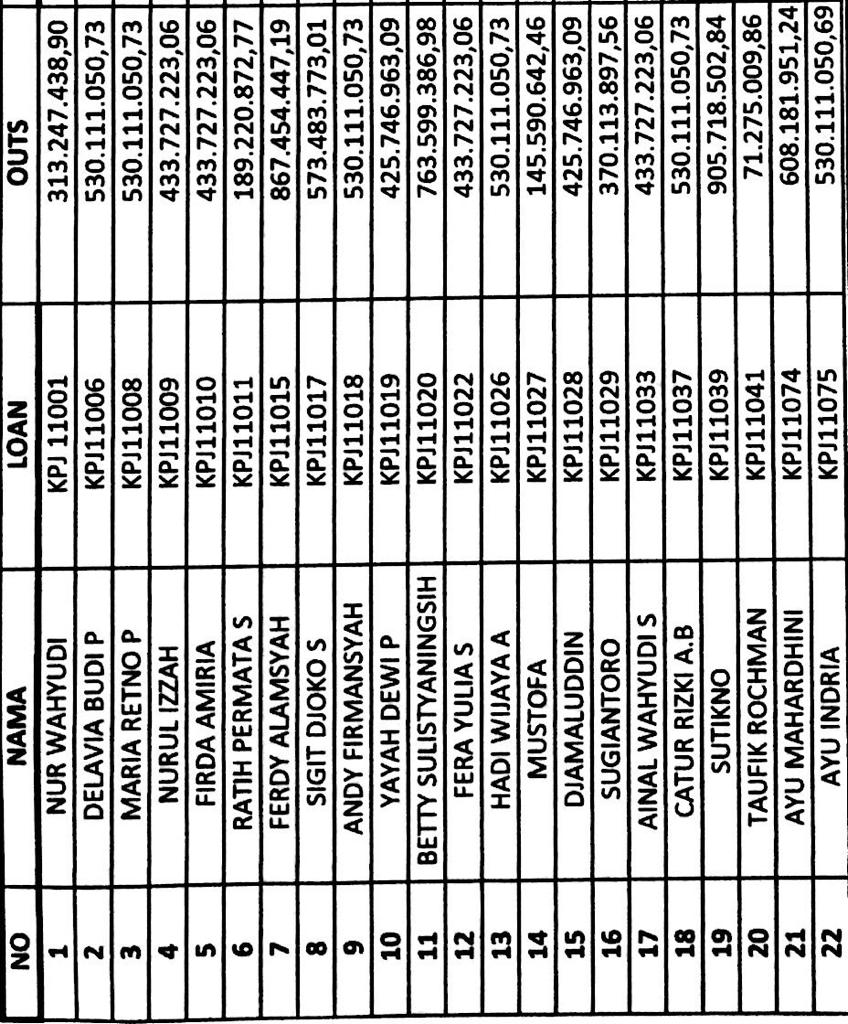 NO NAMA LOAN OUTS
1 NUR WAHYUDI KPJ 11001 313.247.438,90
2 DELAVIA BUDI P KPJ11006 530.111.050,73
3 MARIA RETNO P KPJ11008 530.111.050,73
4 NURUL IZZAH KPJ11009 433.727.223,06
5 FIRDA AMIRIA KPJ11010 433.727.223,06
6 RATIH PERMATA S KPJ11011 189.220.872,77
7 FERDY ALAMSYAH KPJ11015 867.454.447,19
8 SIGIT DJOKO S KPJ11017 573.483.773,01
9 ANDY FIRMANSYAH KPJ11018 530.111.050,73
10 YAYAH DEWI P KPJ11019 425.746.963,09
11 BETTY SULISTYANINGSIH KPJ11020 763.599.386,98
12 FERA YULIA S KPJ11022 433.727.223,06
13 HADI WIJAYA A KPJ11026 530.111.050,73
14 MUSTOFA KPJ11027 145.590.642,46
15 DJAMALUDDIN KPJ11028 425.746.963,09
16 SUGIANTORO KPJ11029 370.113.897,56
17 AINAL WAHYUDI S KPJ11033 433.727.223,06
18 CATUR RIZKI A.B KPJ11037 530.111.050,73
19 SUTIKNO KPJ11039 905.718.502,84
20 TAUFIK ROCHMAN KPJ11041 71.275.009,86
21 AYU MAHARDHINI KPJ11074 608.181.951,24
22 AYU INDRIA KPJ11075 530.111.050,69